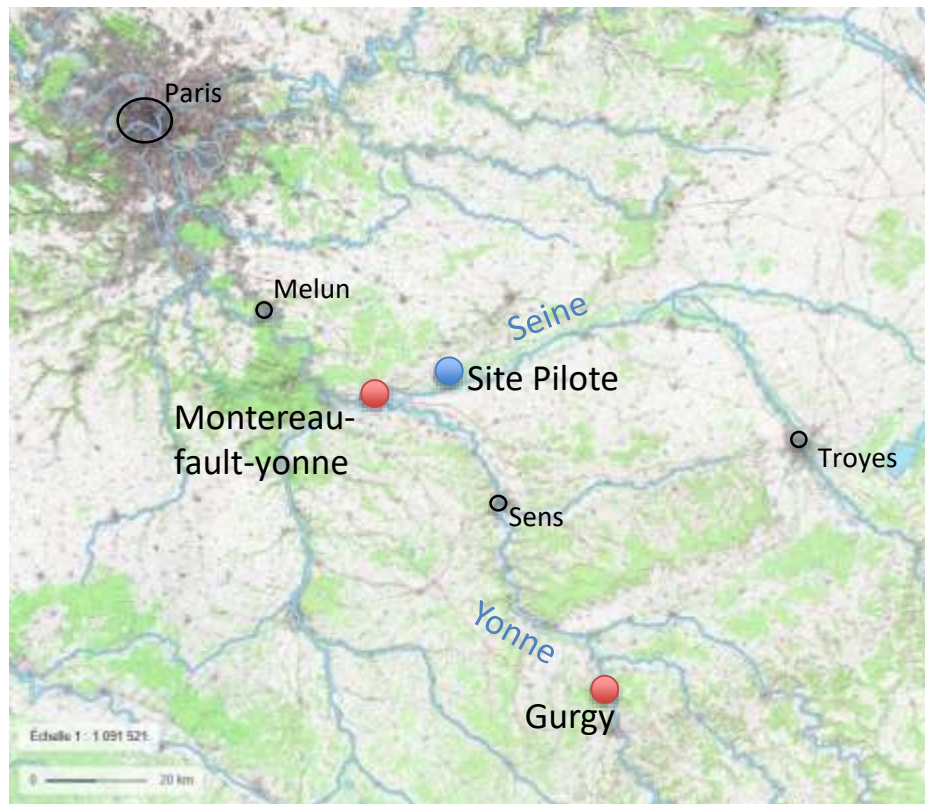 Paris
Melun
Seine
Site Pilote
Montereau-
fault-yonne
Troyes
Sens
Yonne
Gurgy
Echelle 1 : 1 091 521
0 20 km